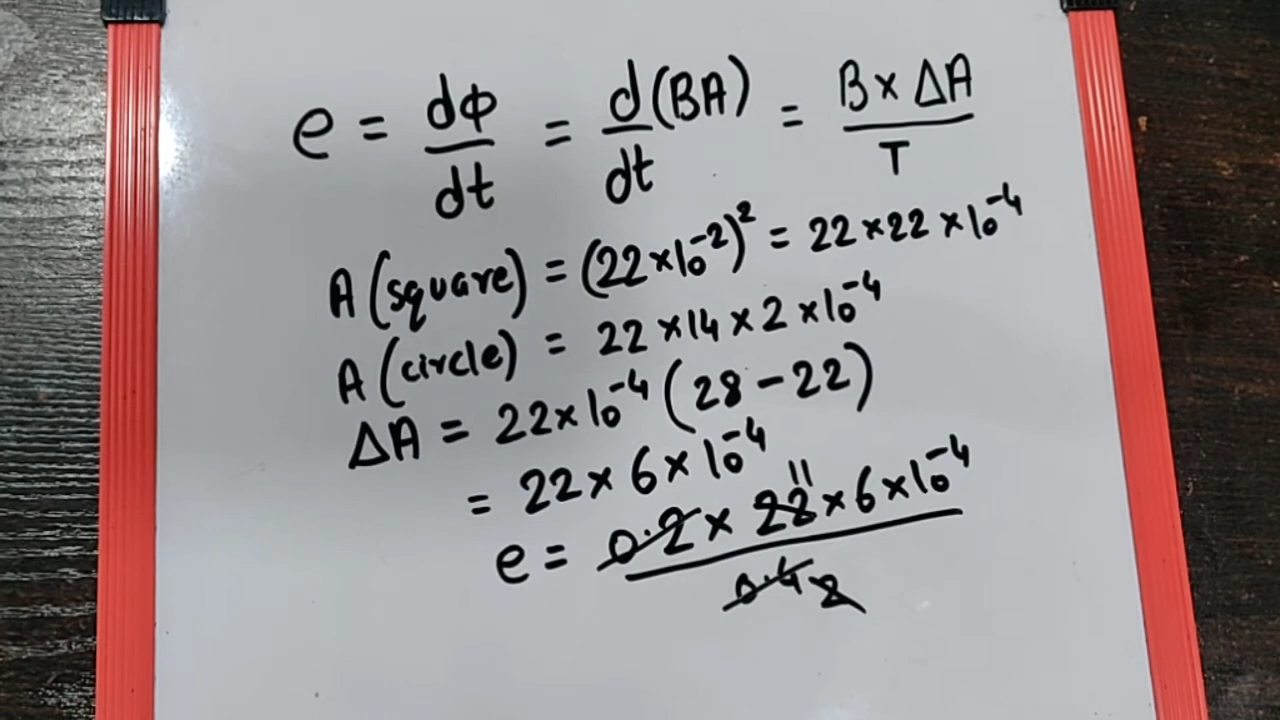 e = dφ/dt = d(BA)/dt = B × ΔA / T
A (square) = (22×10⁻²)² = 22×22×10⁻⁴
A (circle) = 22×14×2×10⁻⁴
ΔA = 22×10⁻⁴ (28-22)
= 22×6×10⁻⁴
11
e = 0.2 × 22 × 6×10⁻⁴ / 0.4 2